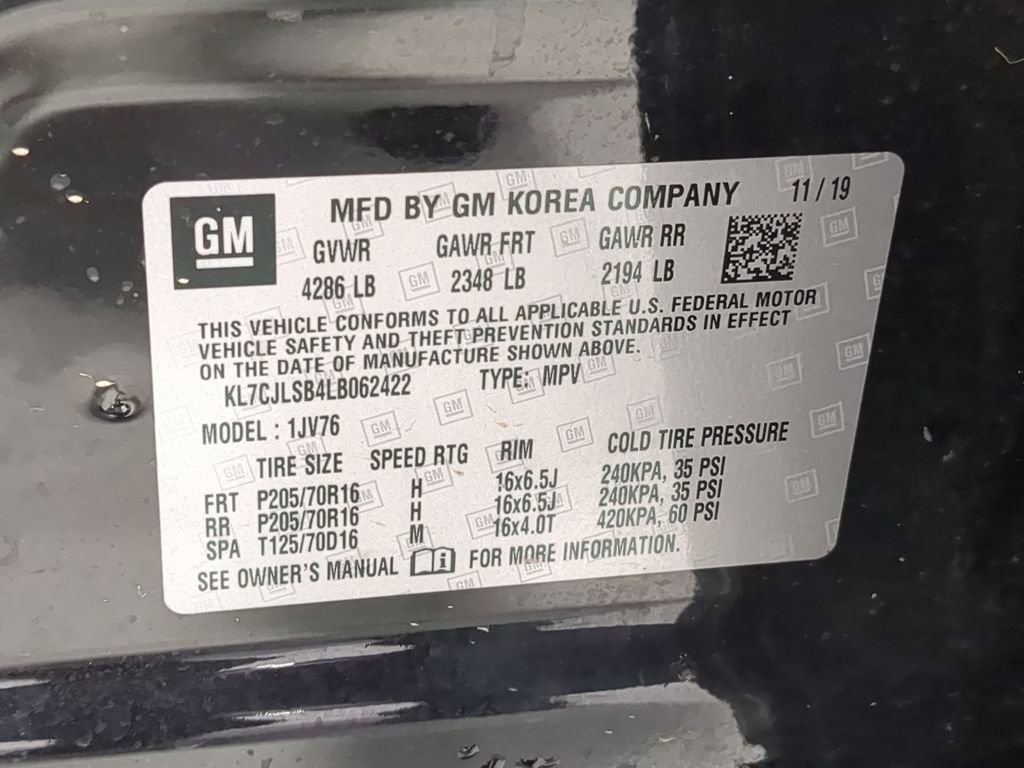 GM
MFD BY GM KOREA COMPANY 11 / 19
GVWR GAWR FRT GAWR RR
4286 LB 2348 LB 2194 LB
THIS VEHICLE CONFORMS TO ALL APPLICABLE U.S. FEDERAL MOTOR
VEHICLE SAFETY AND THEFT PREVENTION STANDARDS IN EFFECT
ON THE DATE OF MANUFACTURE SHOWN ABOVE.
KL7CJLSB4LB062422 TYPE: MPV
MODEL : 1JV76
TIRE SIZE SPEED RTG RIM COLD TIRE PRESSURE
FRT P205/70R16 H 16x6.5J 240KPA, 35 PSI
RR P205/70R16 H 16x6.5J 240KPA, 35 PSI
SPA T125/70D16 M 16x4.0T 420KPA, 60 PSI
SEE OWNER'S MANUAL i FOR MORE INFORMATION.